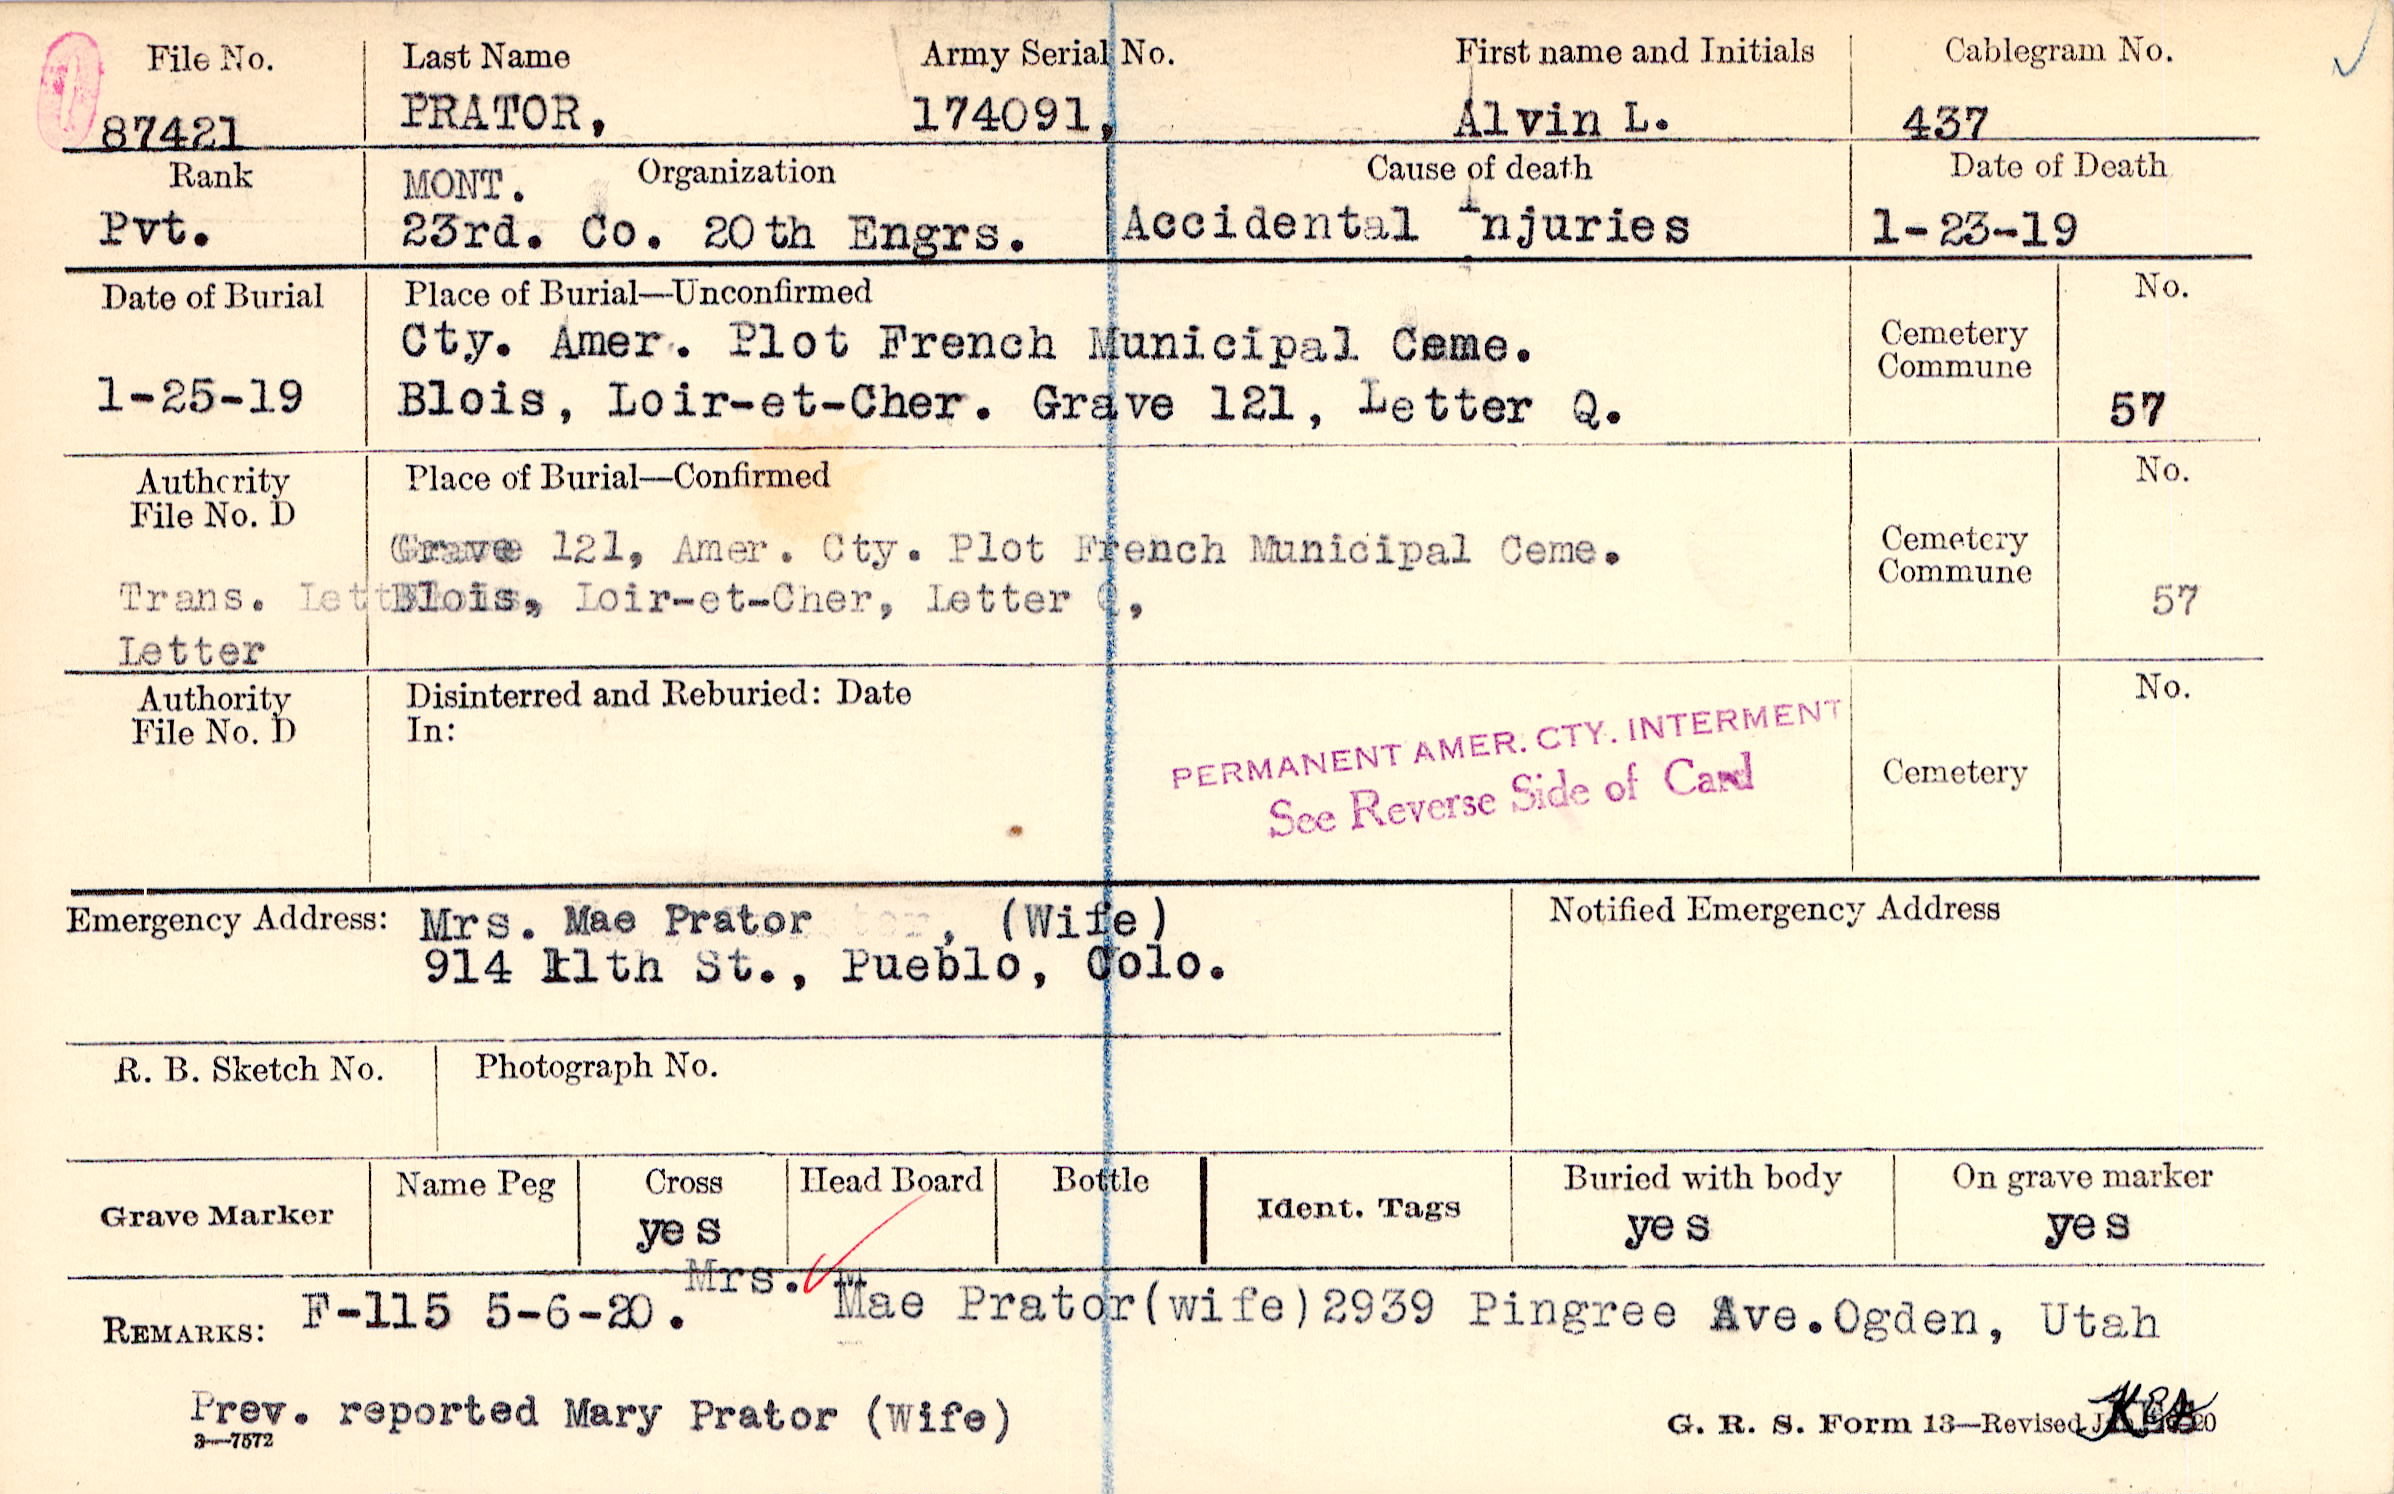 File No. Last Name Army Serial No. First name and Initials Cablegram No.
87421 PRATOR, 174091, Alvin L. 437
Rank MONT. Organization Cause of death Date of Death
Pvt. 23rd. Co. 20th Engrs. Accidental Injuries 1-23-19
Date of Burial Place of Burial—Unconfirmed No.
Cty. Amer. Plot French Municipal Ceme. Cemetery
Commune
1-25-19 Blois, Loir-et-Cher. Grave 121, Letter Q. 57
Authority Place of Burial—Confirmed No.
File No. D
Grave 121, Amer. Cty. Plot French Municipal Ceme. Cemetery
Commune
Trans. Lett Blois, Loir-et-Cher, Letter Q, 57
Letter
Authority Disinterred and Reburied: Date No.
File No. D In:
PERMANENT AMER. CTY. INTERMENT
See Reverse Side of Card Cemetery
Emergency Address: Mrs. Mae Prator , (Wife) Notified Emergency Address
914 11th St., Pueblo, Colo.
R. B. Sketch No. Photograph No.
Grave Marker Name Peg Cross Head Board Bottle Ident. Tags Buried with body On grave marker
yes yes yes
REMARKS: F-115 5-6-20. Mrs. Mae Prator(wife)2939 Pingree Ave.Ogden, Utah
Prev. reported Mary Prator (Wife)
3—7572 G. R. S. Form 13—Revised